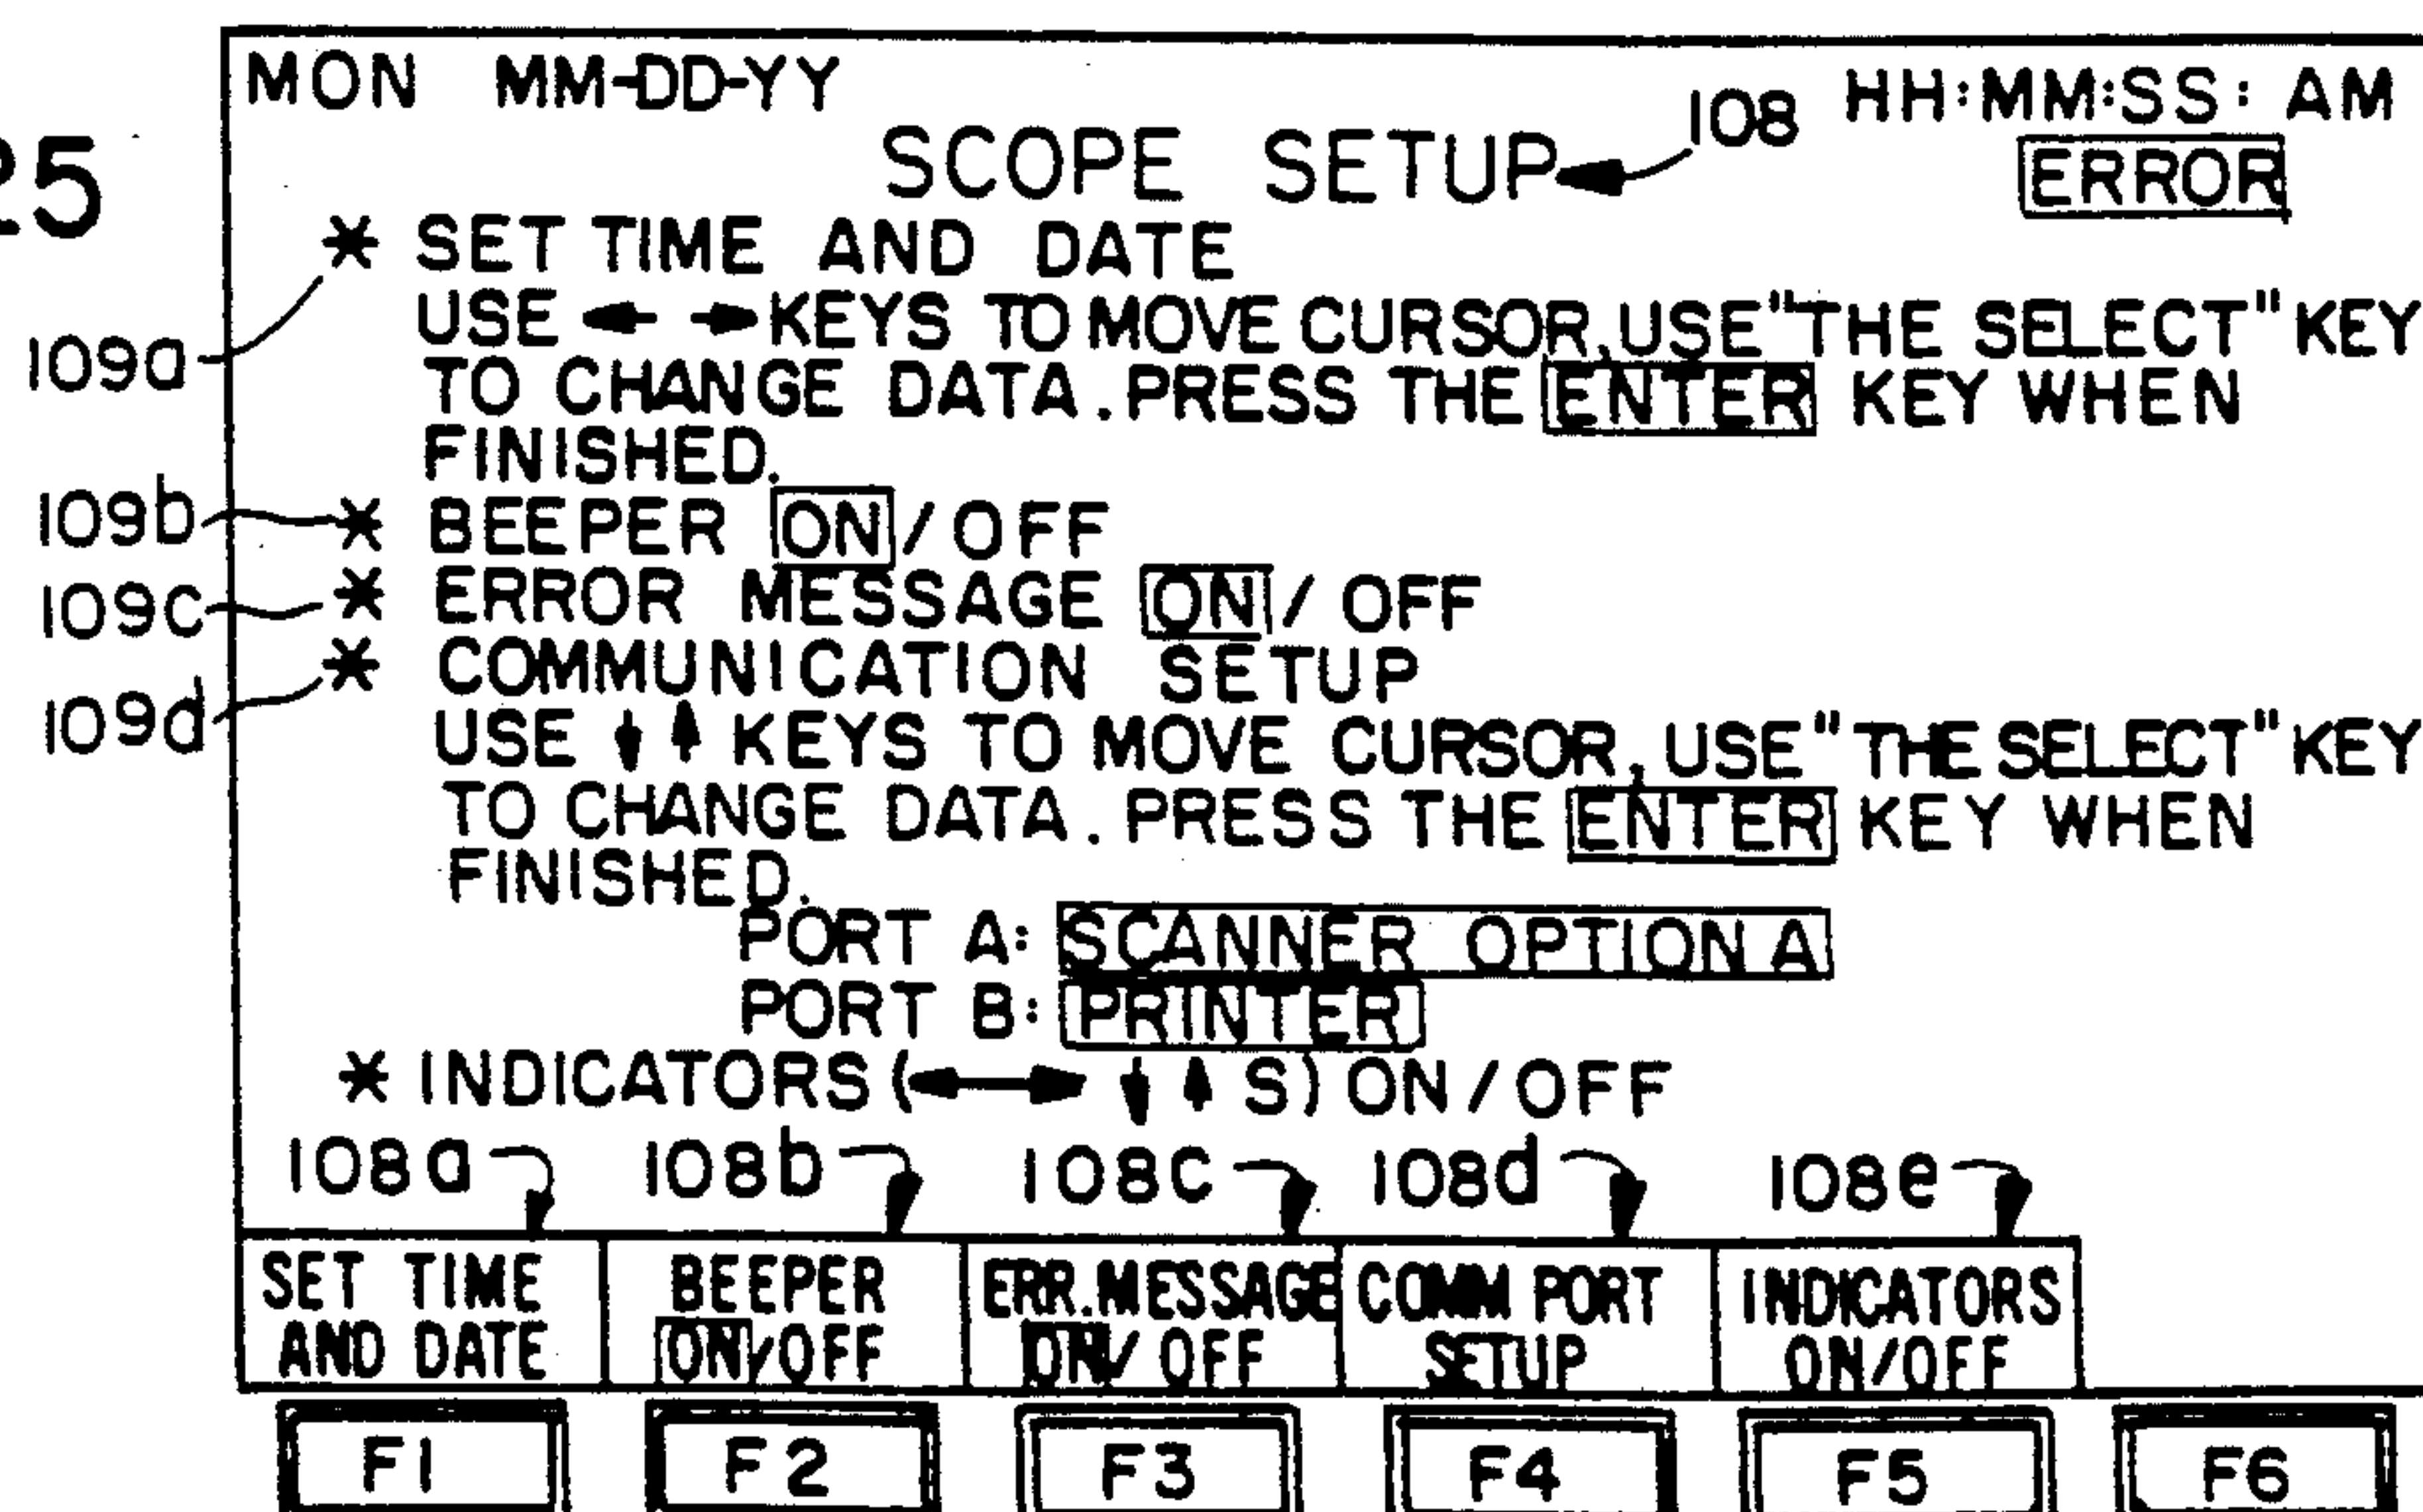 MON MM-DD-YY HH:MM:SS: AM
108
SCOPE SETUP ERROR
25
* SET TIME AND DATE
USE ← → KEYS TO MOVE CURSOR, USE "THE SELECT" KEY
109a
TO CHANGE DATA. PRESS THE ENTER KEY WHEN
FINISHED.
109b * BEEPER ON/OFF
109c * ERROR MESSAGE ON/OFF
109d * COMMUNICATION SETUP
USE ↓ ↑ KEYS TO MOVE CURSOR, USE "THE SELECT" KEY
TO CHANGE DATA. PRESS THE ENTER KEY WHEN
FINISHED.
PORT A: SCANNER OPTION A
PORT B: PRINTER
* INDICATORS (← → ↓ ↑ S) ON/OFF
108a 108b 108c 108d 108e
SET TIME AND DATE
BEEPER ON/OFF
ERR. MESSAGE ON/OFF
COMM PORT SETUP
INDICATORS ON/OFF
F1 F2 F3 F4 F5 F6